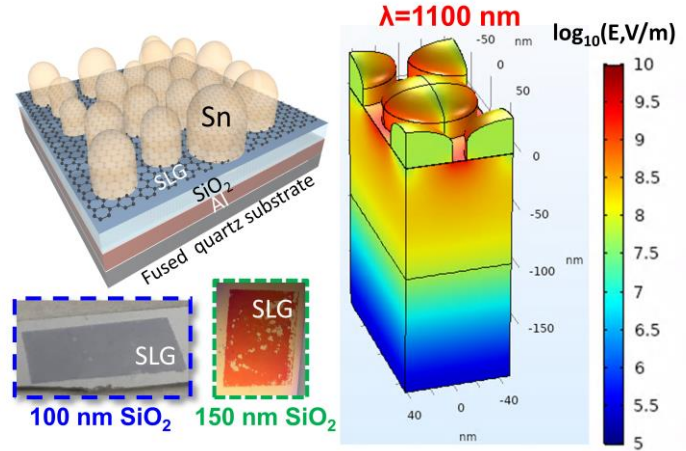 Sn
SLG
SiO₂
Al
Fused quartz substrate
SLG
100 nm SiO₂
SLG
150 nm SiO₂
λ=1100 nm
-50
nm
0
50
0
-50
-100
nm
-150
40
0
-40
nm
log₁₀(E,V/m)
10
9.5
9
8.5
8
7.5
7
6.5
6
5.5
5